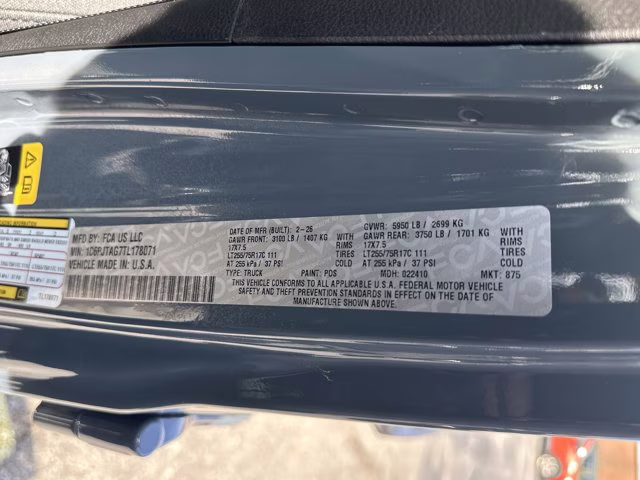 MFR: FCA US LLC
VIN: 1C6PJTAG7TL178071
VEHICLE MADE IN U.S.A.
DATE OF MFR (BUILT): 2-26
GAWR FRONT: 3100 LB / 1407 KG
17X7.5
LT255/75R17C 111
AT 255 kPa / 37 PSI
WITH
RIMS
TIRES
COLD
GVWR: 5950 LB / 2699 KG
GAWR REAR: 3750 LB / 1701 KG
17X7.5
LT255/75R17C 111
AT 255 kPa / 37 PSI
WITH
RIMS
TIRES
COLD
TYPE: TRUCK
PAINT: PDS
MDH: 022410
MKT: 875
THIS VEHICLE CONFORMS TO ALL APPLICABLE U.S.A. FEDERAL MOTOR VEHICLE
SAFETY AND THEFT PREVENTION STANDARDS IN EFFECT ON THE DATE OF
MANUFACTURE SHOWN ABOVE.
TL178071